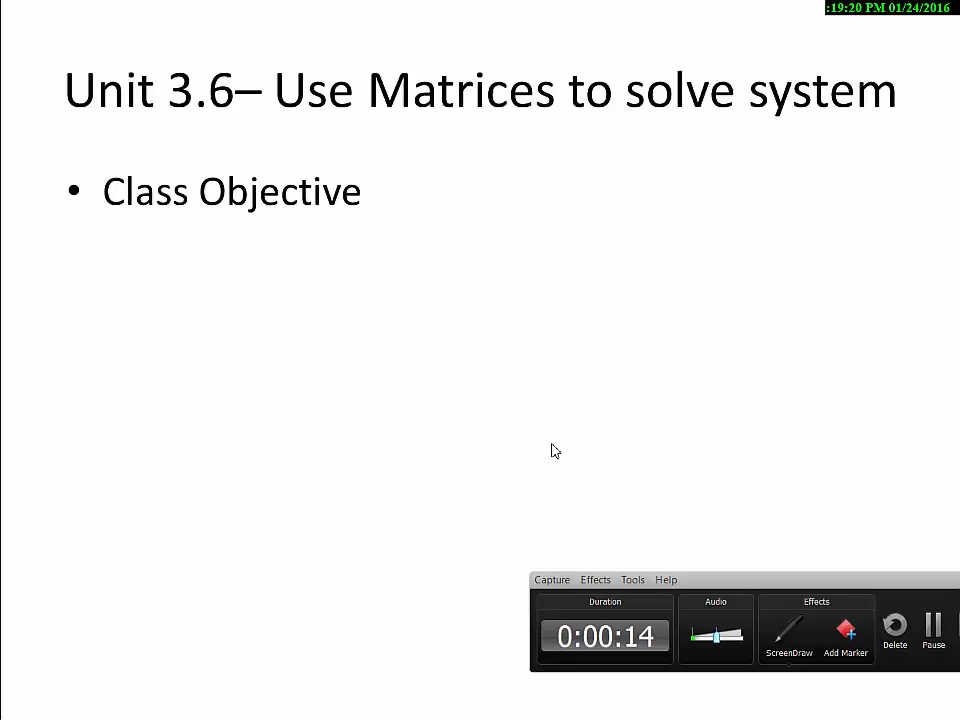 :19:20 PM 01/24/2016
Unit 3.6– Use Matrices to solve system
• Class Objective
Capture Effects Tools Help
Duration Audio Effects
0:00:14
ScreenDraw Add Marker Delete Pause